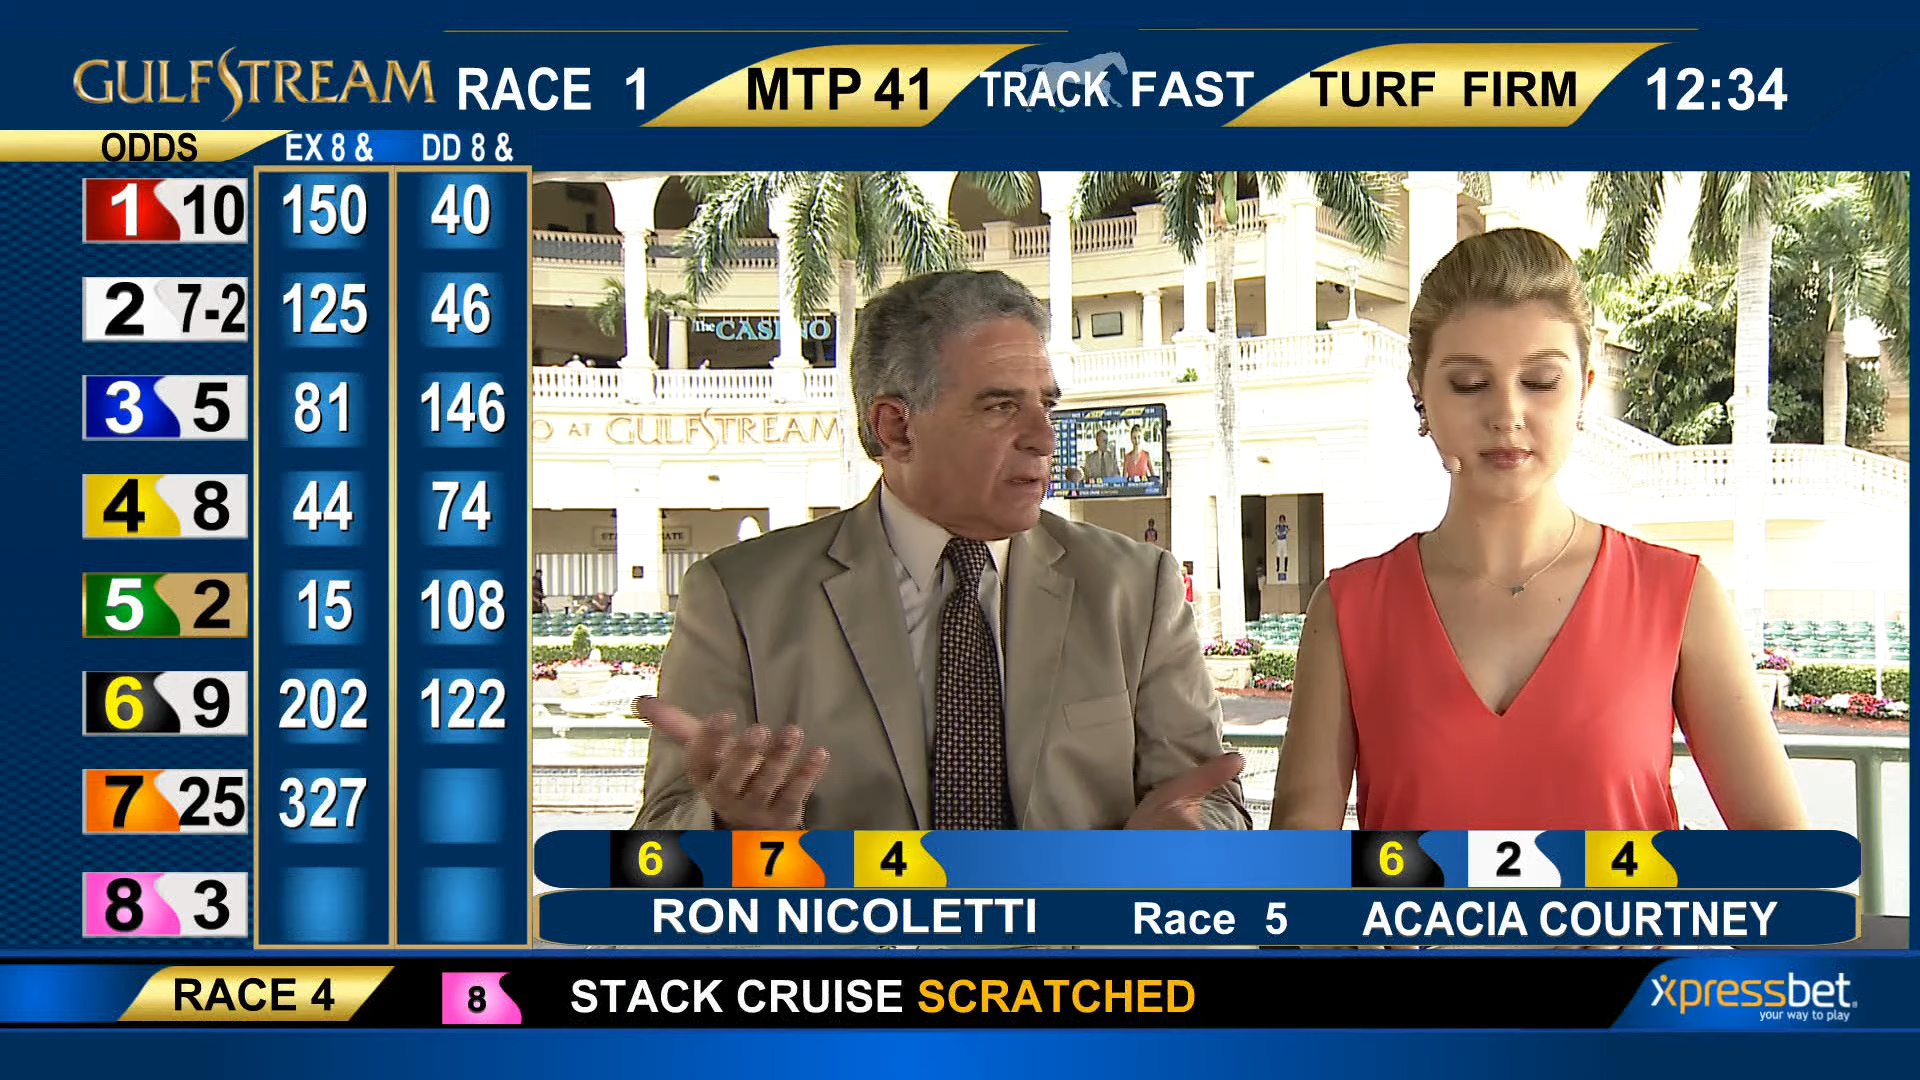 GULFSTREAM RACE 1 MTP 41 TRACK FAST TURF FIRM 12:34
ODDS EX 8 & DD 8 &
1 10 150 40
2 7-2 125 46
3 5 81 146
4 8 44 74
5 2 15 108
6 9 202 122
7 25 327
8 3
The CASINO
O AT GULFSTREAM
6 7 4 6 2 4
RON NICOLETTI Race 5 ACACIA COURTNEY
RACE 4 8 STACK CRUISE SCRATCHED
xpressbet
your way to play